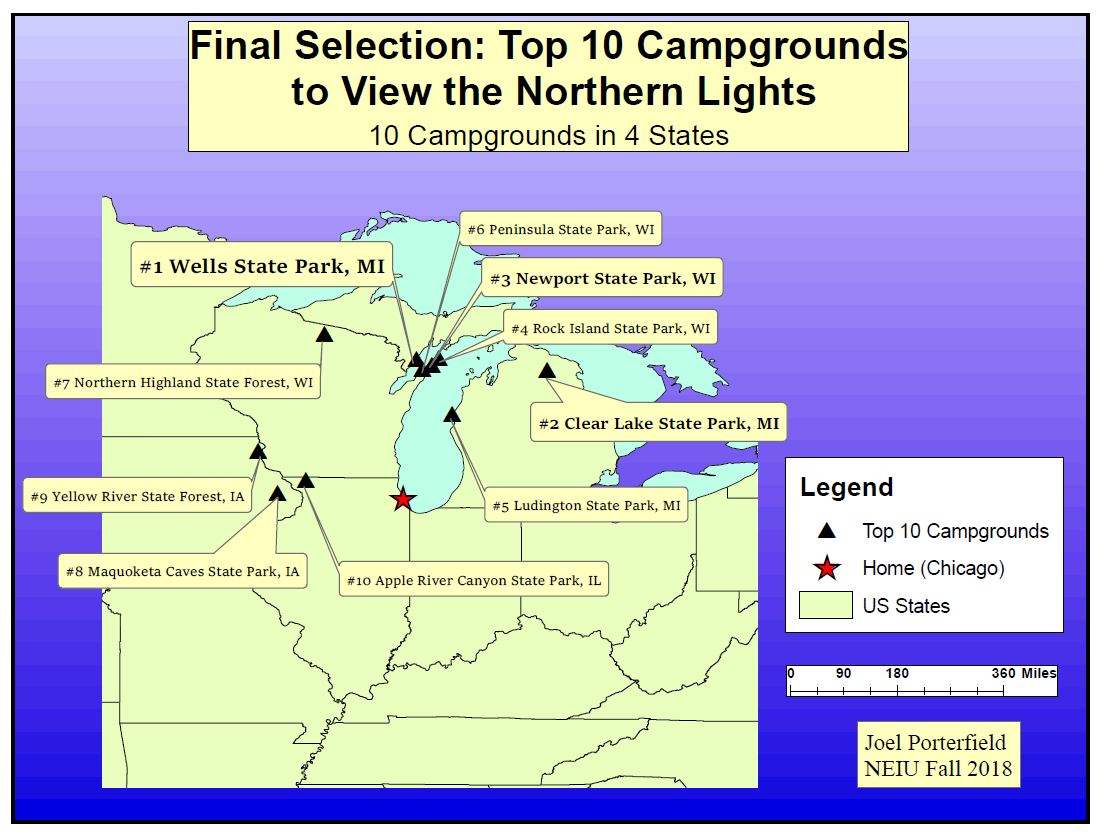 Final Selection: Top 10 Campgrounds
to View the Northern Lights
10 Campgrounds in 4 States
#6 Peninsula State Park, WI
#1 Wells State Park, MI
#3 Newport State Park, WI
#4 Rock Island State Park, WI
#7 Northern Highland State Forest, WI
#2 Clear Lake State Park, MI
#9 Yellow River State Forest, IA
#5 Ludington State Park, MI
#8 Maquoketa Caves State Park, IA
#10 Apple River Canyon State Park, IL
Legend
Top 10 Campgrounds
Home (Chicago)
US States
0 90 180 360 Miles
Joel Porterfield
NEIU Fall 2018